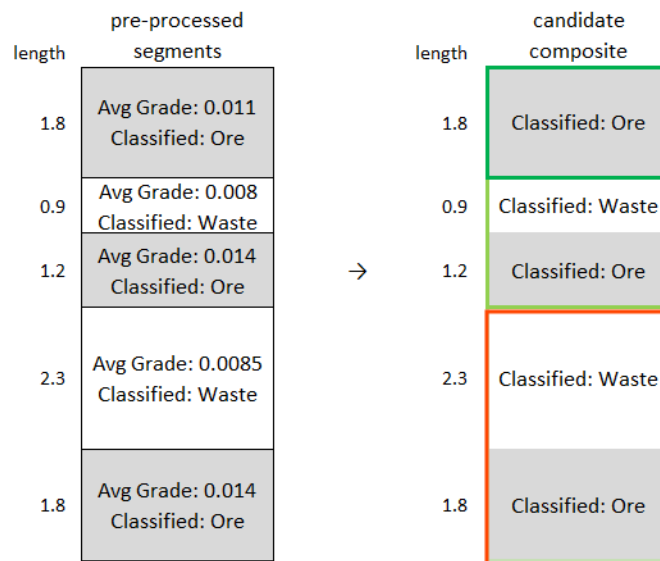 pre-processed
segments
length
1.8
Avg Grade: 0.011
Classified: Ore
0.9
Avg Grade: 0.008
Classified: Waste
1.2
Avg Grade: 0.014
Classified: Ore
2.3
Avg Grade: 0.0085
Classified: Waste
1.8
Avg Grade: 0.014
Classified: Ore
→
candidate
composite
length
1.8
Classified: Ore
0.9
Classified: Waste
1.2
Classified: Ore
2.3
Classified: Waste
1.8
Classified: Ore